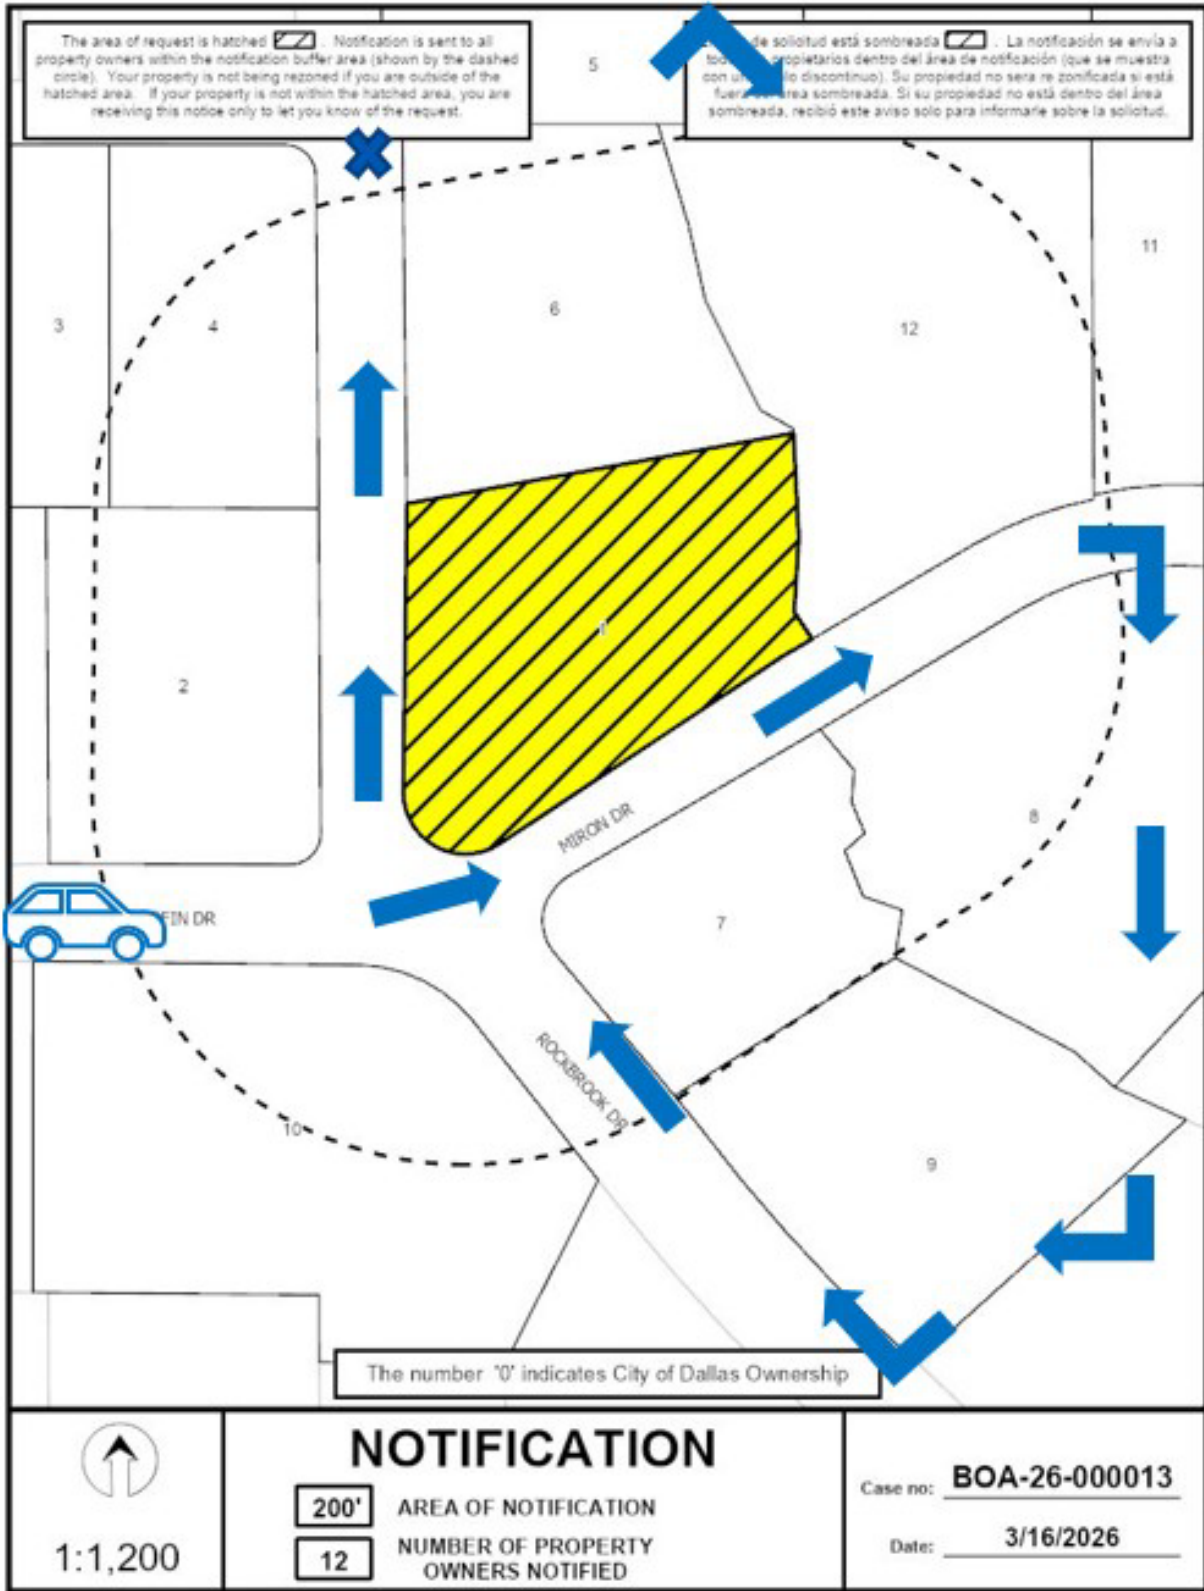 The area of request is hatched . Notification is sent to all
property owners within the notification buffer area (shown by the dashed
circle). Your property is not being rezoned if you are outside of the
hatched area. If your property is not within the hatched area, you are
receiving this notice only to let you know of the request.
de solicitud está sombreada . La notificación se envía a
propietarios dentro del área de notificación (que se muestra
con discontinuo). Su propiedad no sera re zonificada si está
área sombreada. Si su propiedad no está dentro del área
sombreada, recibió este aviso solo para informarle sobre la solicitud.
5
11
3
4
6
12
1
2
MIRON DR
8
DR
7
ROCKBROOK DR
10
9
The number '0' indicates City of Dallas Ownership
1:1,200
NOTIFICATION
200' AREA OF NOTIFICATION
12 NUMBER OF PROPERTY
OWNERS NOTIFIED
Case no: BOA-26-000013
Date: 3/16/2026